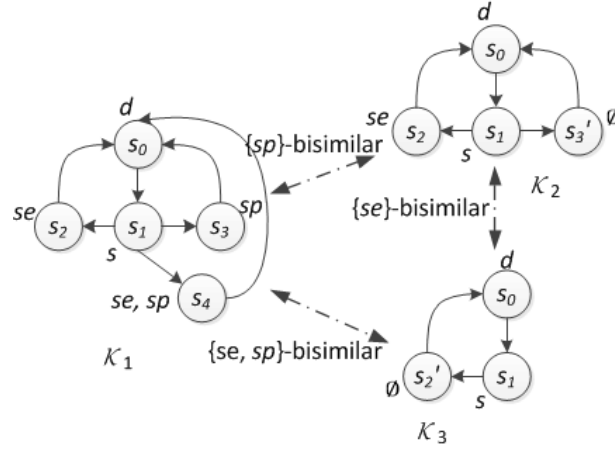 d
s0
se
s2
s1
s
s3
sp
se, sp
s4
K1
{sp}-bisimilar
{se}-bisimilar
{se, sp}-bisimilar
d
s0
se
s2
s1
s
s3'
∅
K2
d
s0
s2'
∅
s1
s
K3